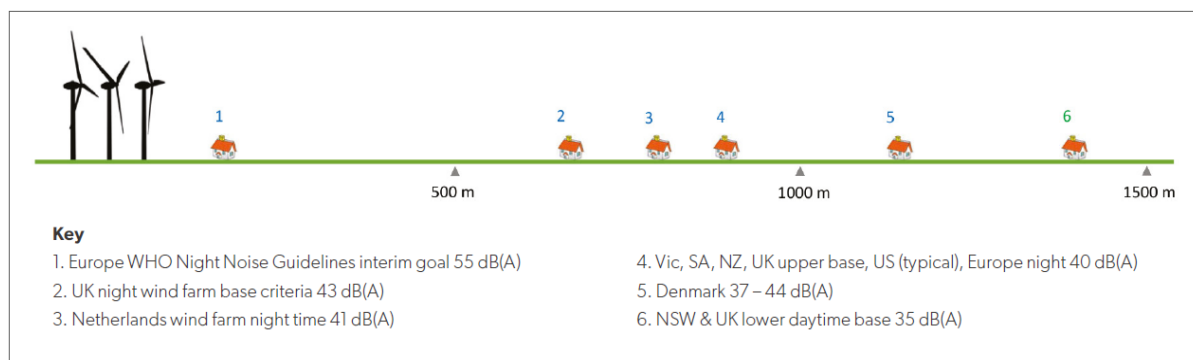 1 2 3 4 5 6
500 m 1000 m 1500 m
Key
1. Europe WHO Night Noise Guidelines interim goal 55 dB(A)
2. UK night wind farm base criteria 43 dB(A)
3. Netherlands wind farm night time 41 dB(A)
4. Vic, SA, NZ, UK upper base, US (typical), Europe night 40 dB(A)
5. Denmark 37 – 44 dB(A)
6. NSW & UK lower daytime base 35 dB(A)